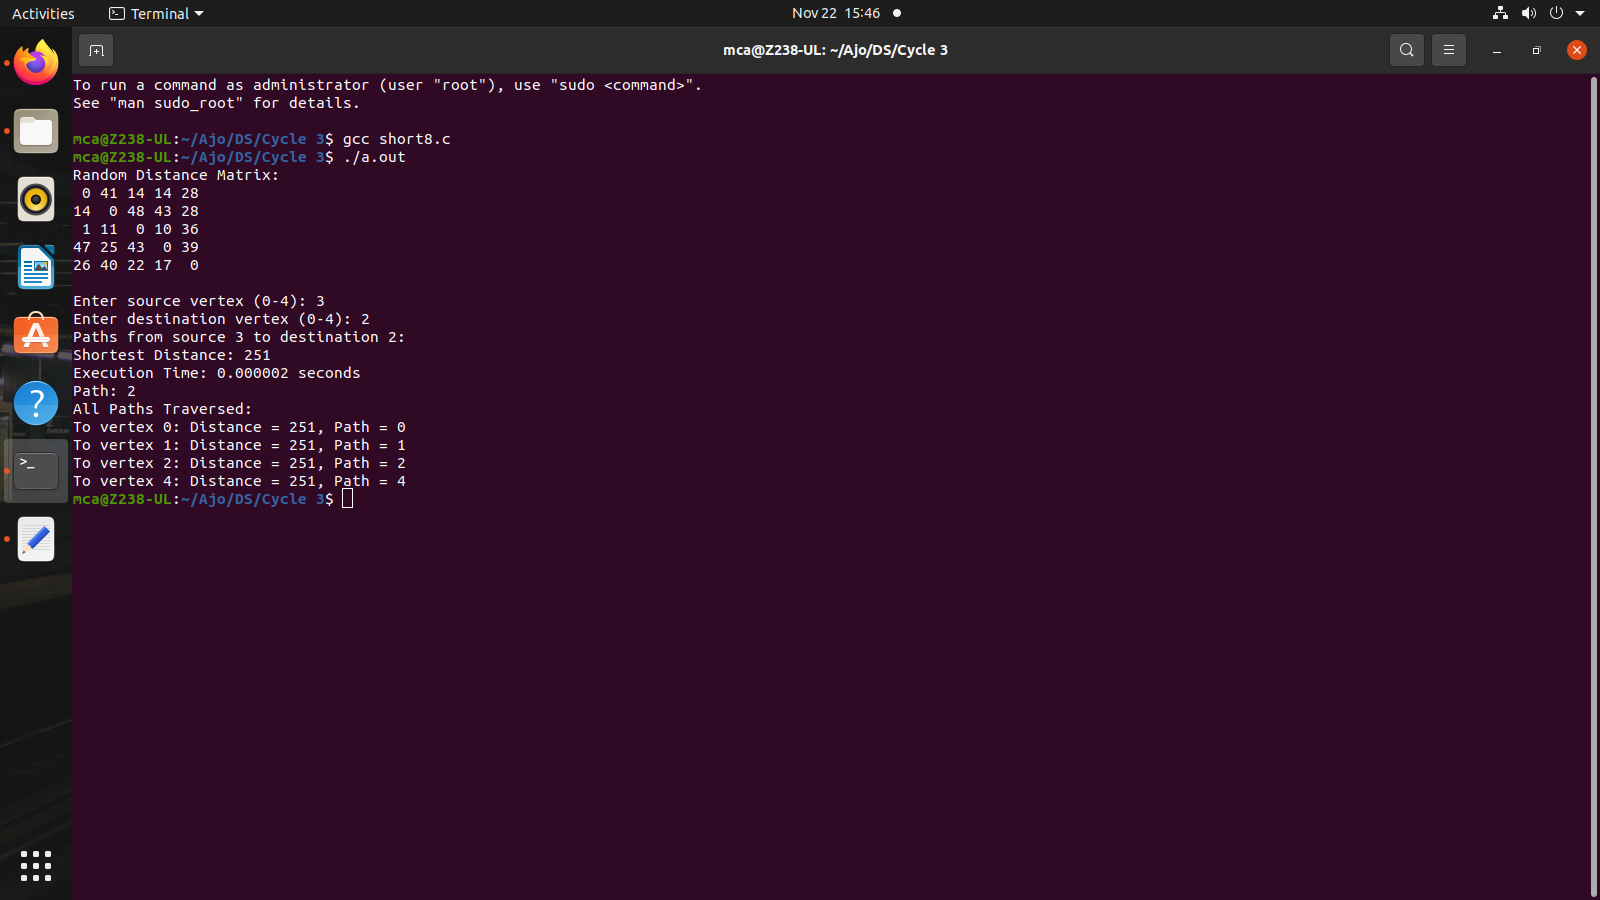 Activities
Terminal
Nov 22 15:46
mca@Z238-UL: ~/Ajo/DS/Cycle 3
To run a command as administrator (user "root"), use "sudo <command>".
See "man sudo_root" for details.
mca@Z238-UL:~/Ajo/DS/Cycle 3$ gcc short8.c
mca@Z238-UL:~/Ajo/DS/Cycle 3$ ./a.out
Random Distance Matrix:
 0 41 14 14 28
14  0 48 43 28
 1 11  0 10 36
47 25 43  0 39
26 40 22 17  0
Enter source vertex (0-4): 3
Enter destination vertex (0-4): 2
Paths from source 3 to destination 2:
Shortest Distance: 251
Execution Time: 0.000002 seconds
Path: 2
All Paths Traversed:
To vertex 0: Distance = 251, Path = 0
To vertex 1: Distance = 251, Path = 1
To vertex 2: Distance = 251, Path = 2
To vertex 4: Distance = 251, Path = 4
mca@Z238-UL:~/Ajo/DS/Cycle 3$